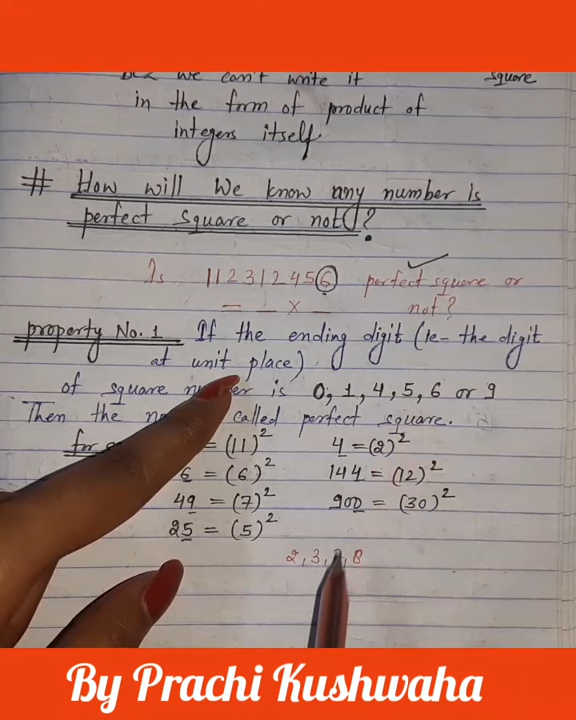 we can't write it square
in the form of product of
integers itself.
# How will We know any number is
perfect square or not?
Is 112312456 perfect square or
= _ x _ not?
property No. 1 If the ending digit (ie- the digit
at unit place)
of square number is 0, 1, 4, 5, 6 or 9
Then the called perfect square.
= (11)² 4 = (2)²
6 = (6)² 144 = (12)²
49 = (7)² 900 = (30)²
25 = (5)²
2, 3, 8
By Prachi Kushwaha